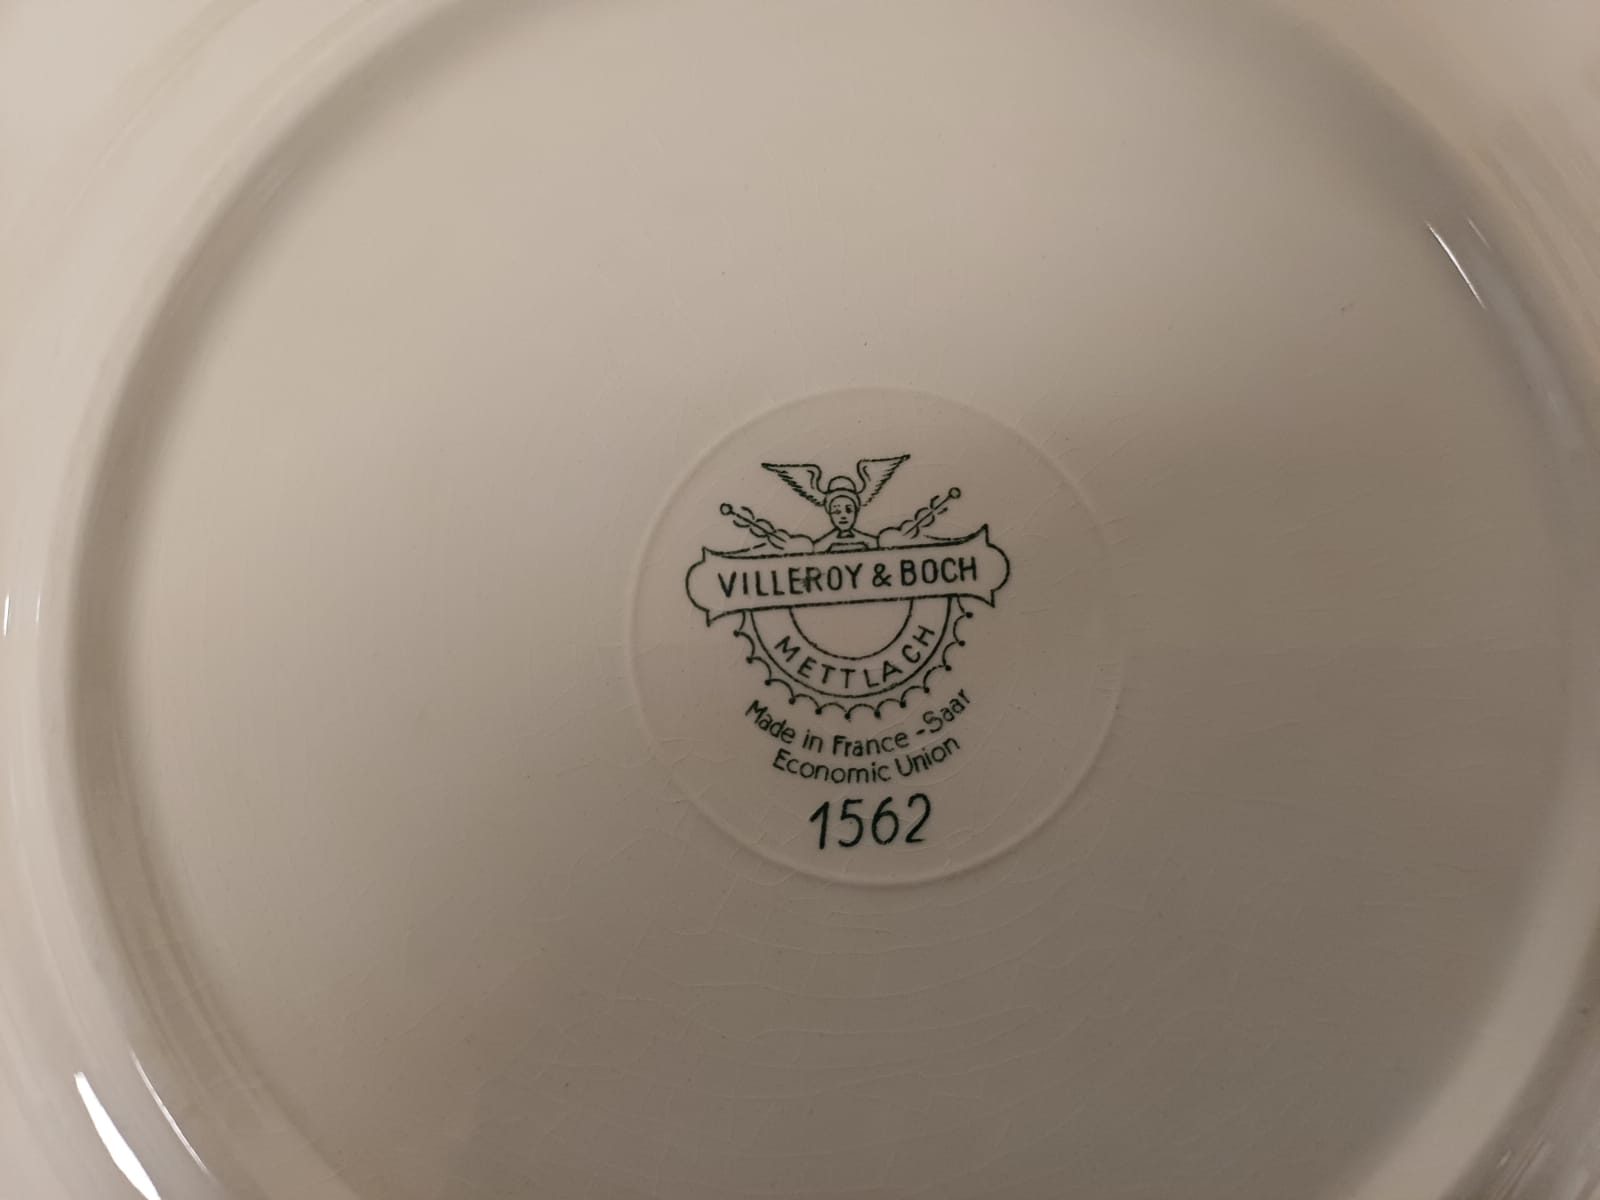 VILLEROY & BOCH
METTLACH
Made in France - Saar
Economic Union
1562